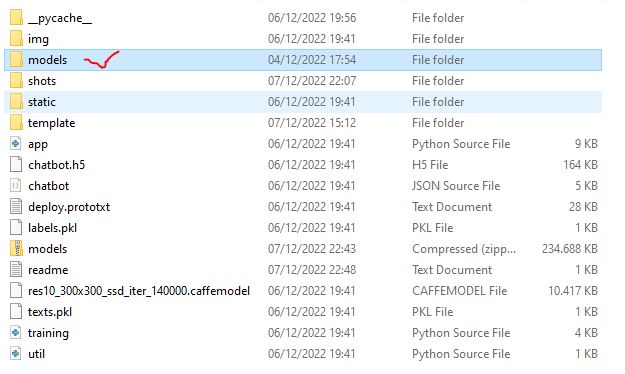 __pycache__ 06/12/2022 19:56 File folder
img 06/12/2022 19:41 File folder
models 04/12/2022 17:54 File folder
shots 07/12/2022 22:07 File folder
static 06/12/2022 19:41 File folder
template 07/12/2022 15:12 File folder
app 06/12/2022 19:41 Python Source File 9 KB
chatbot.h5 06/12/2022 19:41 H5 File 164 KB
chatbot 06/12/2022 19:41 JSON Source File 5 KB
deploy.prototxt 06/12/2022 19:41 Text Document 28 KB
labels.pkl 06/12/2022 19:41 PKL File 1 KB
models 07/12/2022 22:43 Compressed (zipp... 234.688 KB
readme 07/12/2022 22:48 Text Document 1 KB
res10_300x300_ssd_iter_140000.caffemodel 06/12/2022 19:41 CAFFEMODEL File 10.417 KB
texts.pkl 06/12/2022 19:41 PKL File 1 KB
training 06/12/2022 19:41 Python Source File 4 KB
util 06/12/2022 19:41 Python Source File 1 KB